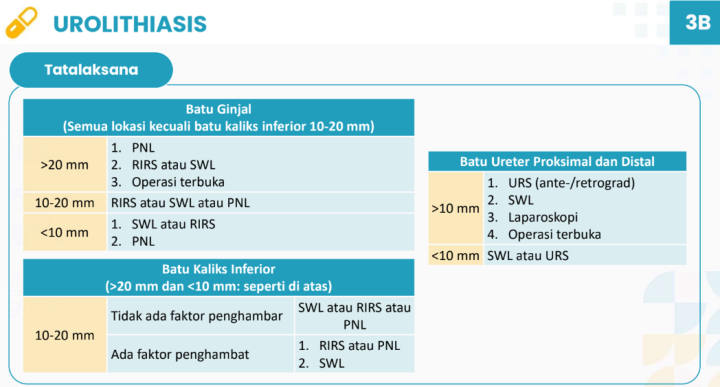 UROLITHIASIS
3B
Tatalaksana
Batu Ginjal
(Semua lokasi kecuali batu kaliks inferior 10-20 mm)
>20 mm
1. PNL
2. RIRS atau SWL
3. Operasi terbuka
10-20 mm RIRS atau SWL atau PNL
<10 mm
1. SWL atau RIRS
2. PNL
Batu Kaliks Inferior
(>20 mm dan <10 mm: seperti di atas)
10-20 mm
Tidak ada faktor penghambar
SWL atau RIRS atau
PNL
Ada faktor penghambat
1. RIRS atau PNL
2. SWL
Batu Ureter Proksimal dan Distal
>10 mm
1. URS (ante-/retrograd)
2. SWL
3. Laparoskopi
4. Operasi terbuka
<10 mm SWL atau URS